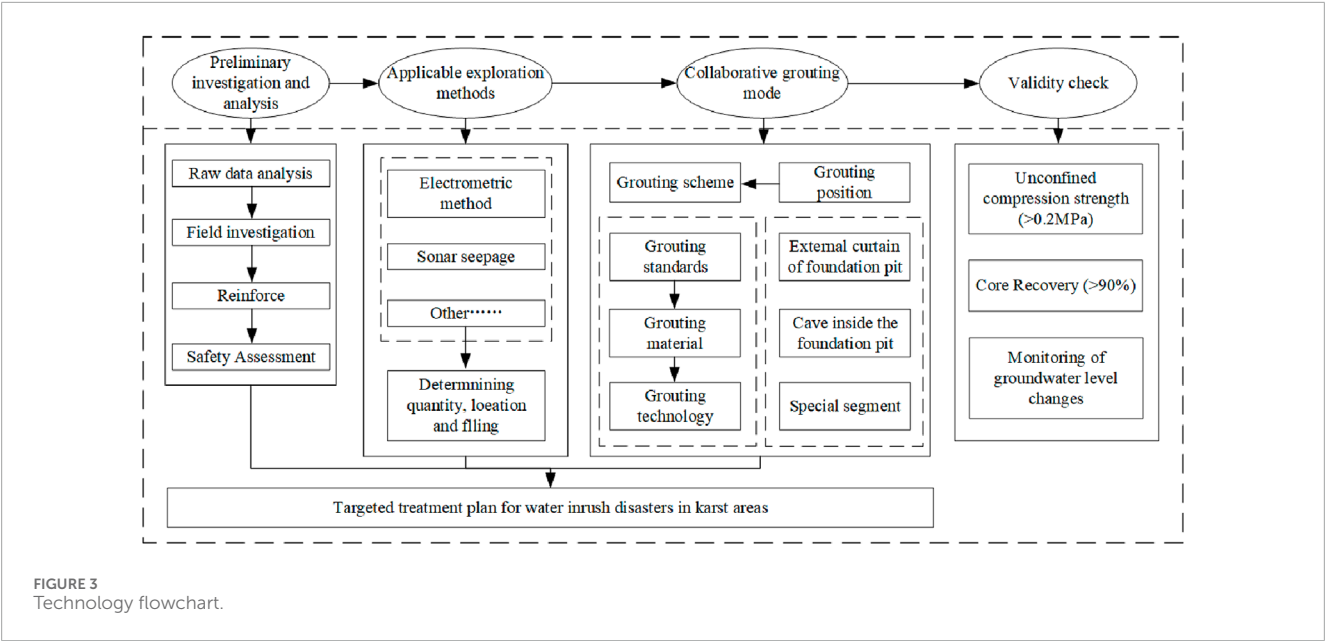 Preliminary
investigation and
analysis
Applicable exploration
methods
Collaborative grouting
mode
Validity check
Raw data analysis
Field investigation
Reinforce
Safety Assessment
Electrometric
method
Sonar seepage
Other⋯⋯
Determnining
quantity, loeation
and flling
Grouting scheme
Grouting
position
Grouting
standards
Grouting
material
Grouting
technology
External curtain
of foundation pit
Cave inside the
foundation pit
Special segment
Unconfined
compression strength
(>0.2MPa)
Core Recovery (>90%)
Monitoring of
groundwater level
changes
Targeted treatment plan for water inrush disasters in karst areas
FIGURE 3
Technology flowchart.